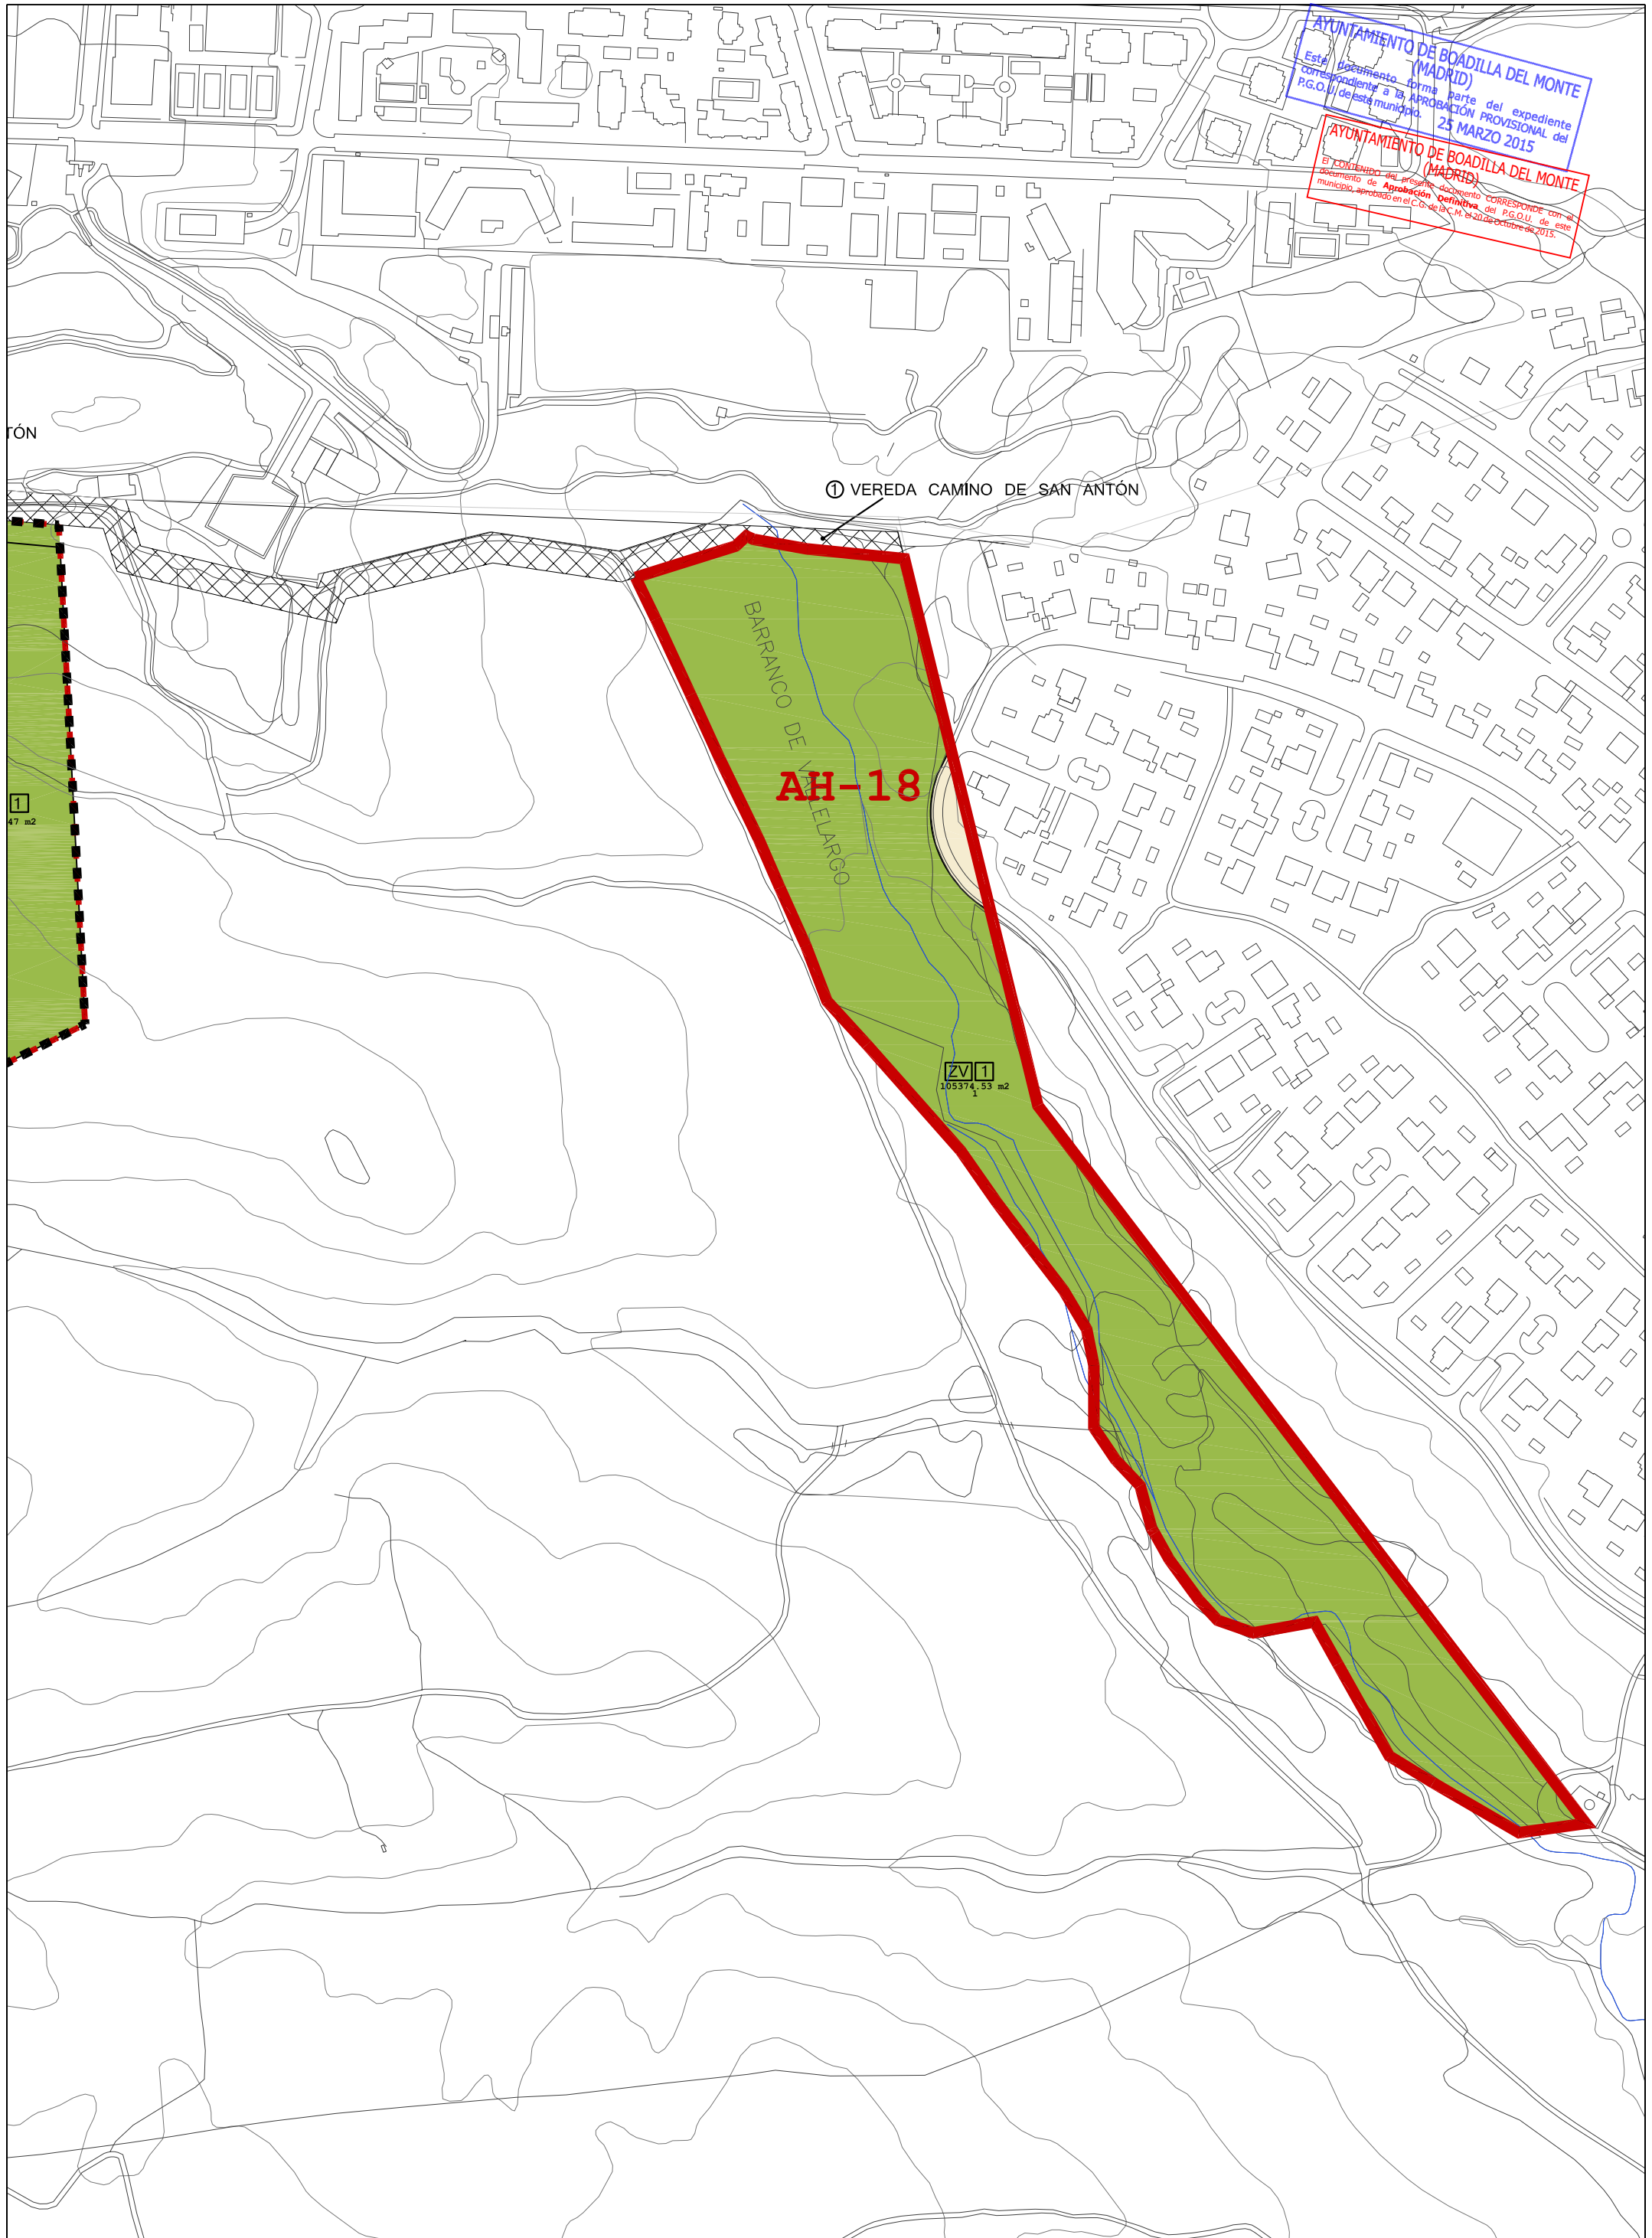 AYUNTAMIENTO DE BOADILLA DEL MONTE
(MADRID)
Este documento forma parte del expediente
correspondiente a la APROBACIÓN PROVISIONAL del
P.G.O.U. de este municipio.
25 MARZO 2015
AYUNTAMIENTO DE BOADILLA DEL MONTE
(MADRID)
El CONTENIDO del presente documento CORRESPONDE con el
documento de Aprobación Definitiva del P.G.O.U. de este
municipio, aprobado en el C.G. de la C.M. el 20 de Octubre de 2015.
TÓN
1 VEREDA CAMINO DE SAN ANTÓN
BARRANCO DE VALLELARGO
AH-18
1
47 m2
ZV 1
105374.53 m2
1